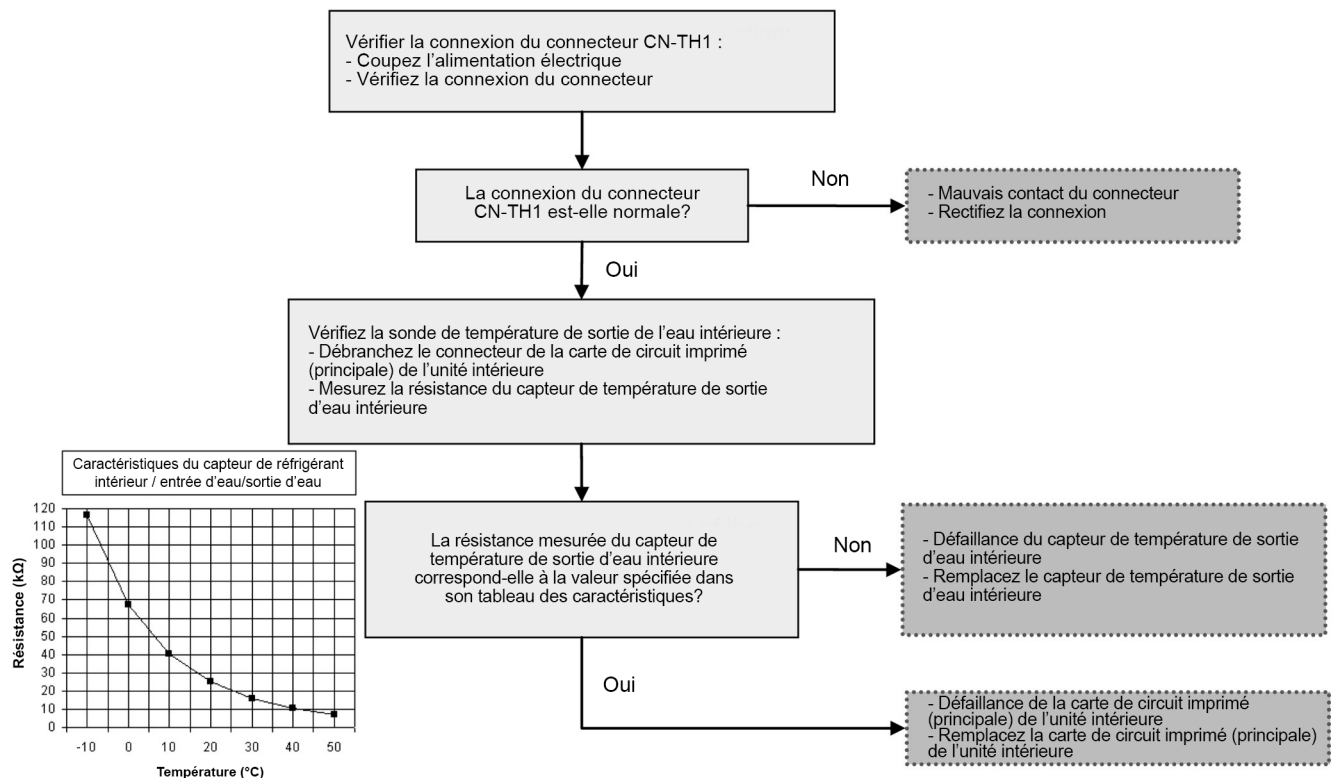 Vérifier la connexion du connecteur CN-TH1 :
- Coupez l’alimentation électrique
- Vérifiez la connexion du connecteur
La connexion du connecteur
CN-TH1 est-elle normale?
Non
- Mauvais contact du connecteur
- Rectifiez la connexion
Oui
Vérifiez la sonde de température de sortie de l’eau intérieure :
- Débranchez le connecteur de la carte de circuit imprimé
(principale) de l’unité intérieure
- Mesurez la résistance du capteur de température de sortie
d’eau intérieure
Caractéristiques du capteur de réfrigérant
intérieur / entrée d’eau/sortie d’eau
Résistance (kΩ)
120
110
100
90
80
70
60
50
40
30
20
10
0
-10 0 10 20 30 40 50
Température (°C)
La résistance mesurée du capteur de
température de sortie d’eau intérieure
correspond-elle à la valeur spécifiée dans
son tableau des caractéristiques?
Non
- Défaillance du capteur de température de sortie
d’eau intérieure
- Remplacez le capteur de température de sortie
d’eau intérieure
Oui
- Défaillance de la carte de circuit imprimé
(principale) de l’unité intérieure
- Remplacez la carte de circuit imprimé (principale)
de l’unité intérieure